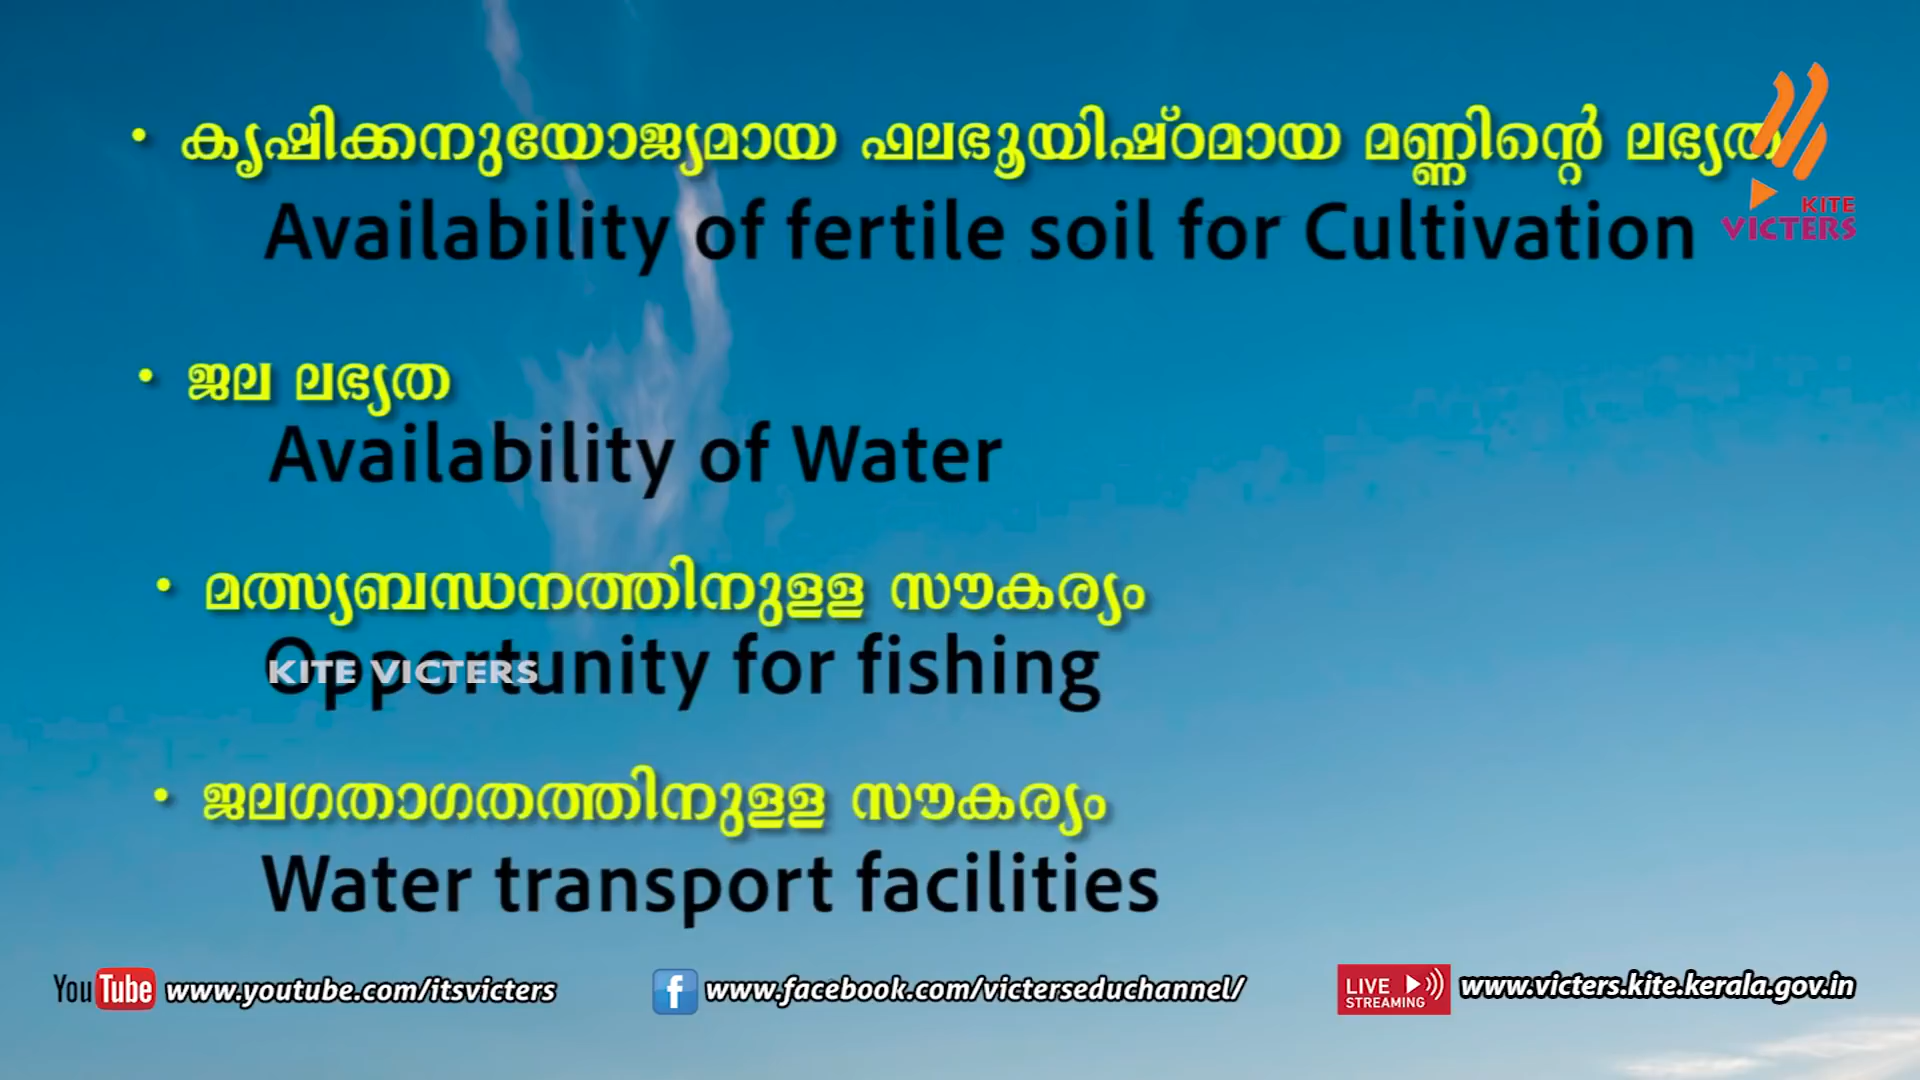 • കൃഷിക്കനുയോജ്യമായ ഫലഭൂയിഷ്ഠമായ മണ്ണിന്റെ ലഭ്യത
Availability of fertile soil for Cultivation
KITE
VICTERS
• ജല ലഭ്യത
Availability of Water
• മത്സ്യബന്ധനത്തിനുള്ള സൗകര്യം
Opportunity for fishing
KITE VICTERS
• ജലഗതാഗതത്തിനുള്ള സൗകര്യം
Water transport facilities
YouTube www.youtube.com/itsvicters
f www.facebook.com/victerseduchannel/
LIVE STREAMING www.victers.kite.kerala.gov.in